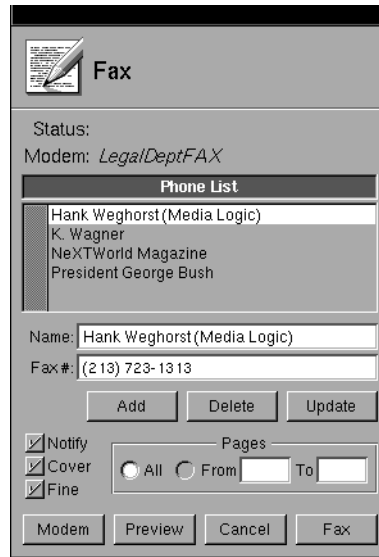 Fax
Status:
Modem: LegalDeptFAX
Phone List
Hank Weghorst (Media Logic)
K. Wagner
NeXTWorld Magazine
President George Bush
Name: Hank Weghorst (Media Logic)
Fax#: (213) 723-1313
Add Delete Update
Notify
Cover
Fine
Pages
All From To
Modem Preview Cancel Fax